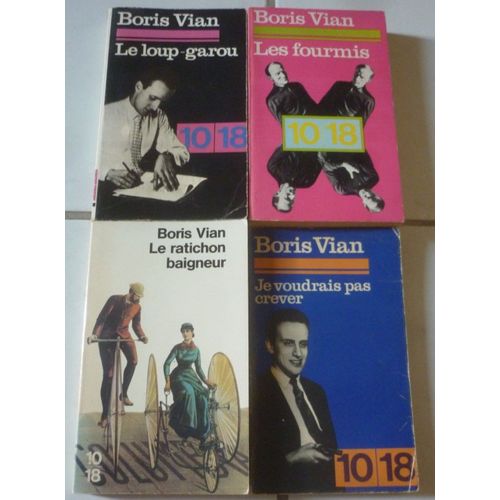 Boris Vian
Le loup-garou
10 18
Boris Vian
Les fourmis
10 18
Boris Vian
Le ratichon
baigneur
10
18
Boris Vian
Je voudrais pas
crever
10 18